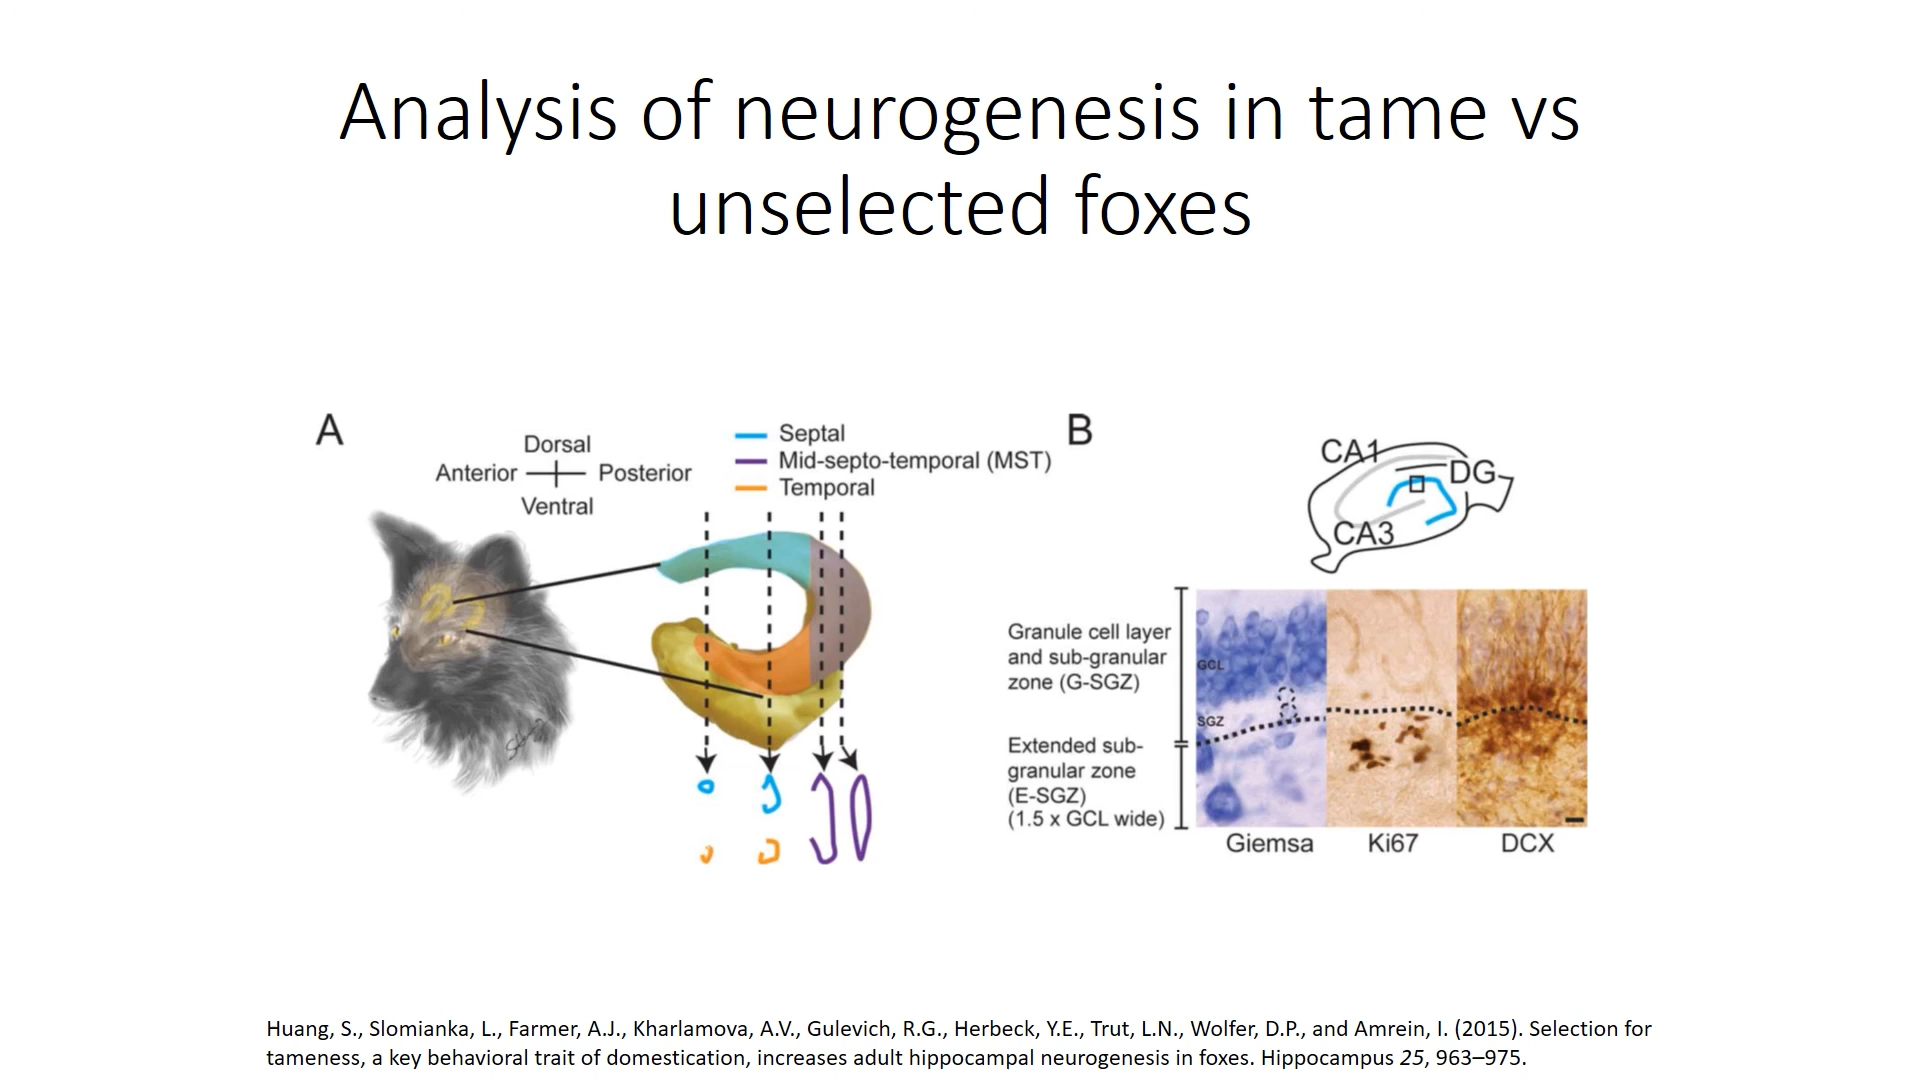 Analysis of neurogenesis in tame vs
unselected foxes
A
Dorsal
Anterior
Posterior
Ventral
Septal
Mid-septo-temporal (MST)
Temporal
B
CA1
DG
CA3
Granule cell layer
and sub-granular
zone (G-SGZ)
Extended sub-
granular zone
(E-SGZ)
(1.5 x GCL wide)
GCL
SGZ
Giemsa
Ki67
DCX
Huang, S., Slomianka, L., Farmer, A.J., Kharlamova, A.V., Gulevich, R.G., Herbeck, Y.E., Trut, L.N., Wolfer, D.P., and Amrein, I. (2015). Selection for
tameness, a key behavioral trait of domestication, increases adult hippocampal neurogenesis in foxes. Hippocampus 25, 963–975.